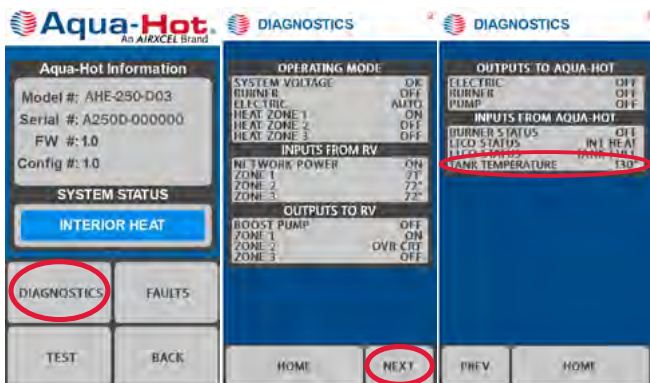 Aqua-Hot.
An AIRXCEL Brand
Aqua-Hot Information
Model #: AHE-250-D03
Serial #: A250D-000000
FW #: 1.0
Config #: 1.0
SYSTEM STATUS
INTERIOR HEAT
DIAGNOSTICS
FAULTS
TEST
BACK
DIAGNOSTICS
OPERATING MODE
SYSTEM VOLTAGE OK
BURNER OFF
ELECTRIC AUTO
HEAT ZONE 1 ON
HEAT ZONE 2 OFF
HEAT ZONE 3 OFF
INPUTS FROM RV
NETWORK POWER ON
ZONE 1 71°
ZONE 2 72°
ZONE 3 72°
OUTPUTS TO RV
BOOST PUMP OFF
ZONE 1 ON
ZONE 2 OVR CRT
ZONE 3 OFF
HOME
NEXT
DIAGNOSTICS
OUTPUTS TO AQUA-HOT
ELECTRIC OFF
BURNER OFF
PUMP OFF
INPUTS FROM AQUA-HOT
BURNER STATUS OFF
STATUS INT HEAT
STATUS
TANK TEMPERATURE 130°
PREV
HOME